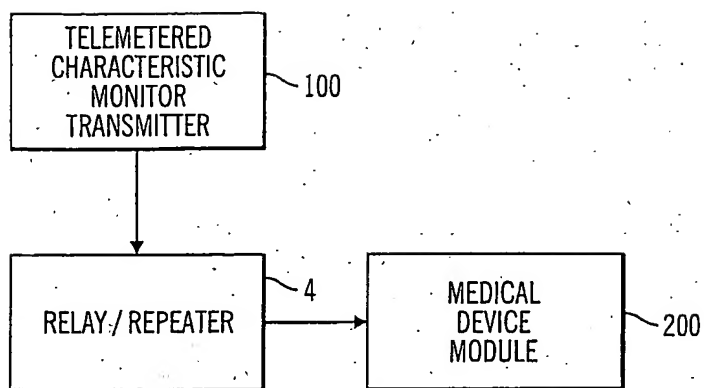 TELEMETERED
CHARACTERISTIC
MONITOR
TRANSMITTER
100
RELAY / REPEATER
4
MEDICAL
DEVICE
MODULE
200